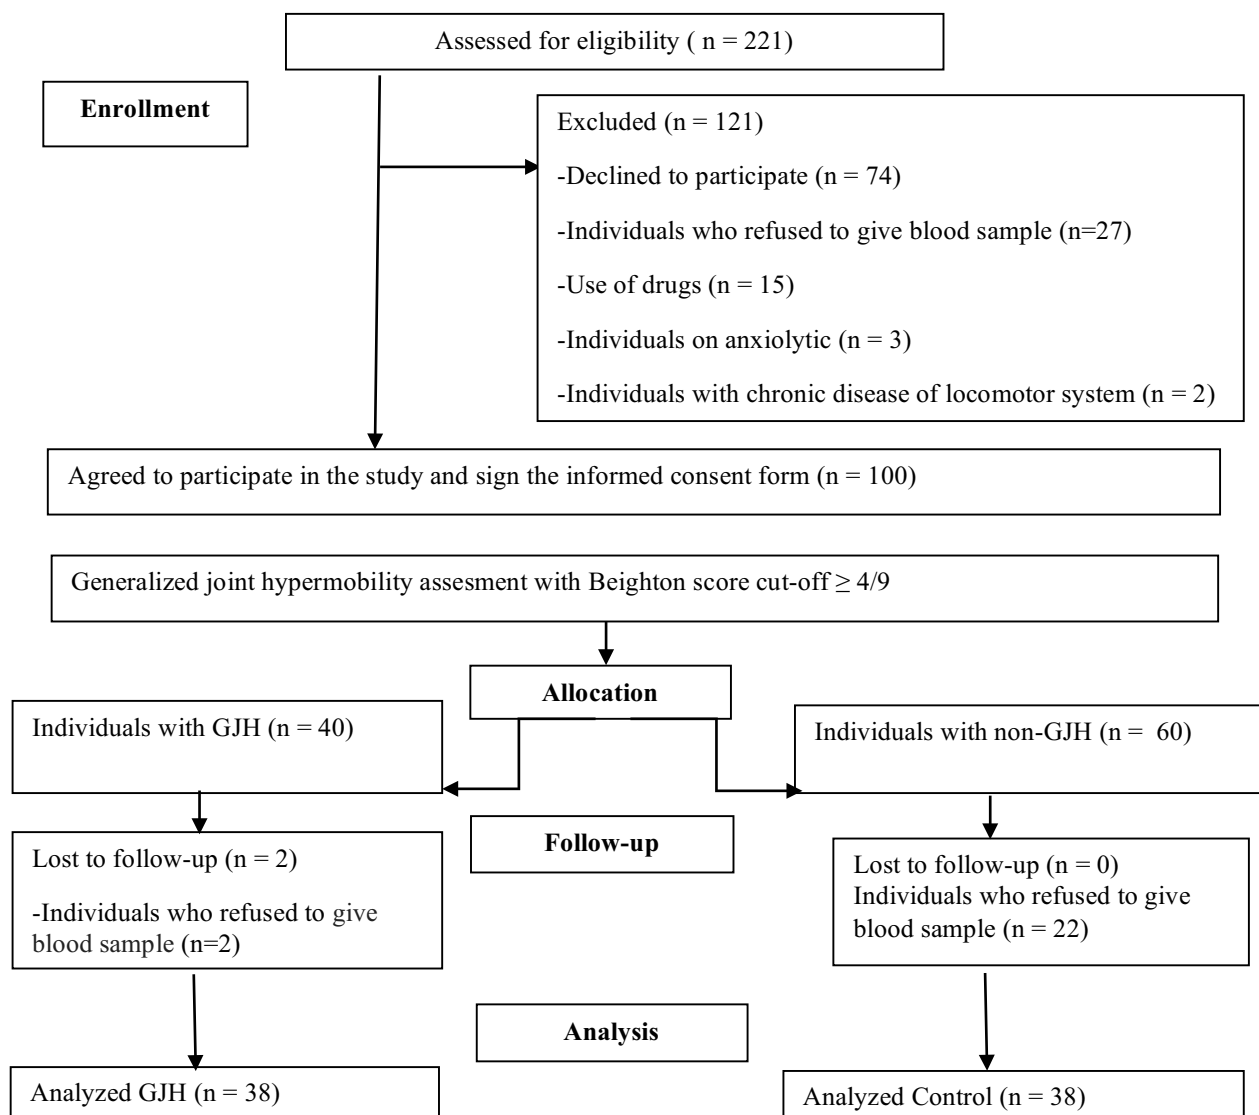 Assessed for eligibility ( n = 221)
Enrollment
Excluded (n = 121)
-Declined to participate (n = 74)
-Individuals who refused to give blood sample (n=27)
-Use of drugs (n = 15)
-Individuals on anxiolytic (n = 3)
-Individuals with chronic disease of locomotor system (n = 2)
Agreed to participate in the study and sign the informed consent form (n = 100)
Generalized joint hypermobility assesment with Beighton score cut-off ≥ 4/9
Allocation
Individuals with GJH (n = 40)
Individuals with non-GJH (n = 60)
Follow-up
Lost to follow-up (n = 2)
-Individuals who refused to give
blood sample (n=2)
Lost to follow-up (n = 0)
Individuals who refused to give
blood sample (n = 22)
Analysis
Analyzed GJH (n = 38)
Analyzed Control (n = 38)